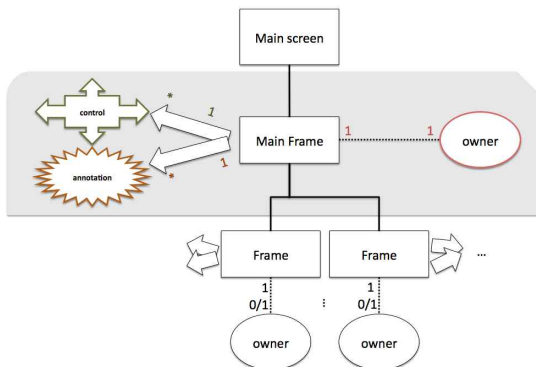 Main screen
*
control
1
Main Frame
1
1
owner
annotation
*
1
Frame
Frame
...
1
0/1
⋮
1
0/1
owner
owner